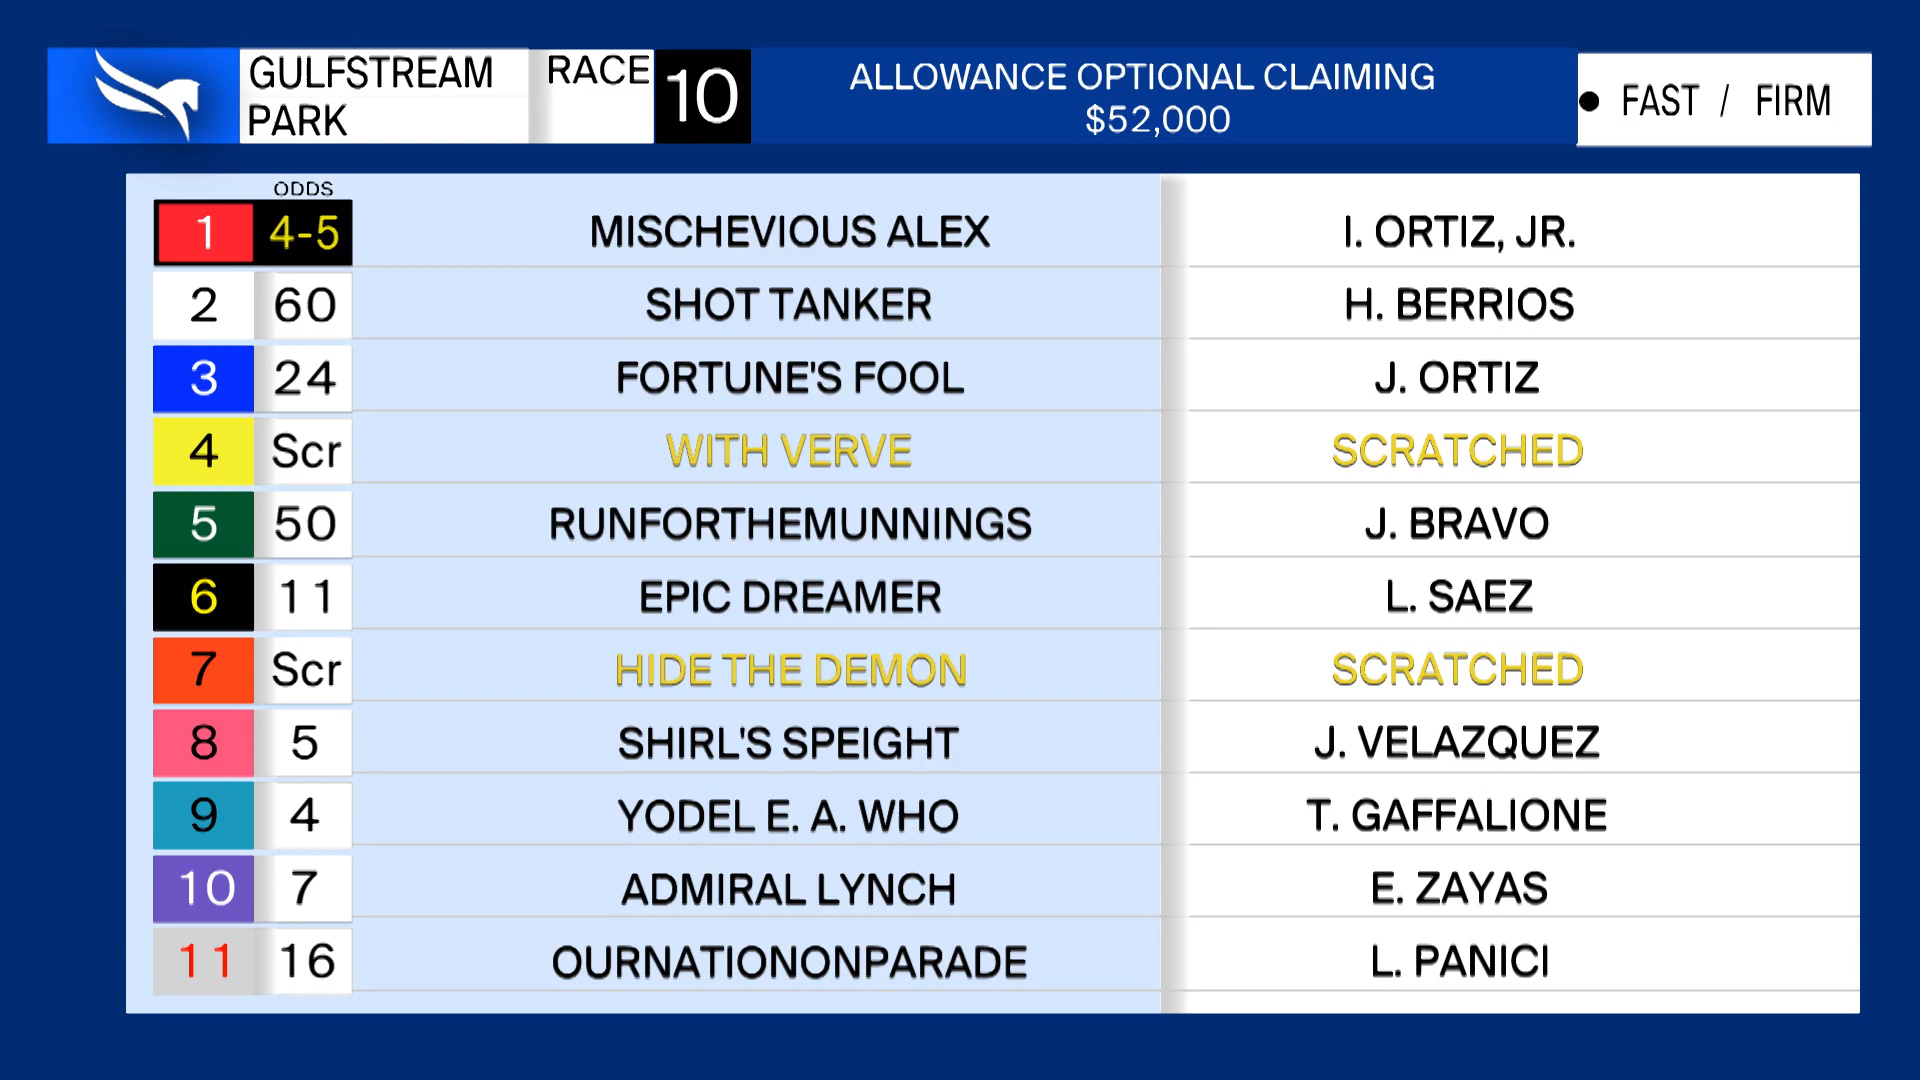 GULFSTREAM PARK RACE 10 ALLOWANCE OPTIONAL CLAIMING $52,000 • FAST / FIRM
ODDS
1 4-5 MISCHEVIOUS ALEX I. ORTIZ, JR.
2 60 SHOT TANKER H. BERRIOS
3 24 FORTUNE'S FOOL J. ORTIZ
4 Scr WITH VERVE SCRATCHED
5 50 RUNFORTHEMUNNINGS J. BRAVO
6 11 EPIC DREAMER L. SAEZ
7 Scr HIDE THE DEMON SCRATCHED
8 5 SHIRL'S SPEIGHT J. VELAZQUEZ
9 4 YODEL E. A. WHO T. GAFFALIONE
10 7 ADMIRAL LYNCH E. ZAYAS
11 16 OURNATIONONPARADE L. PANICI